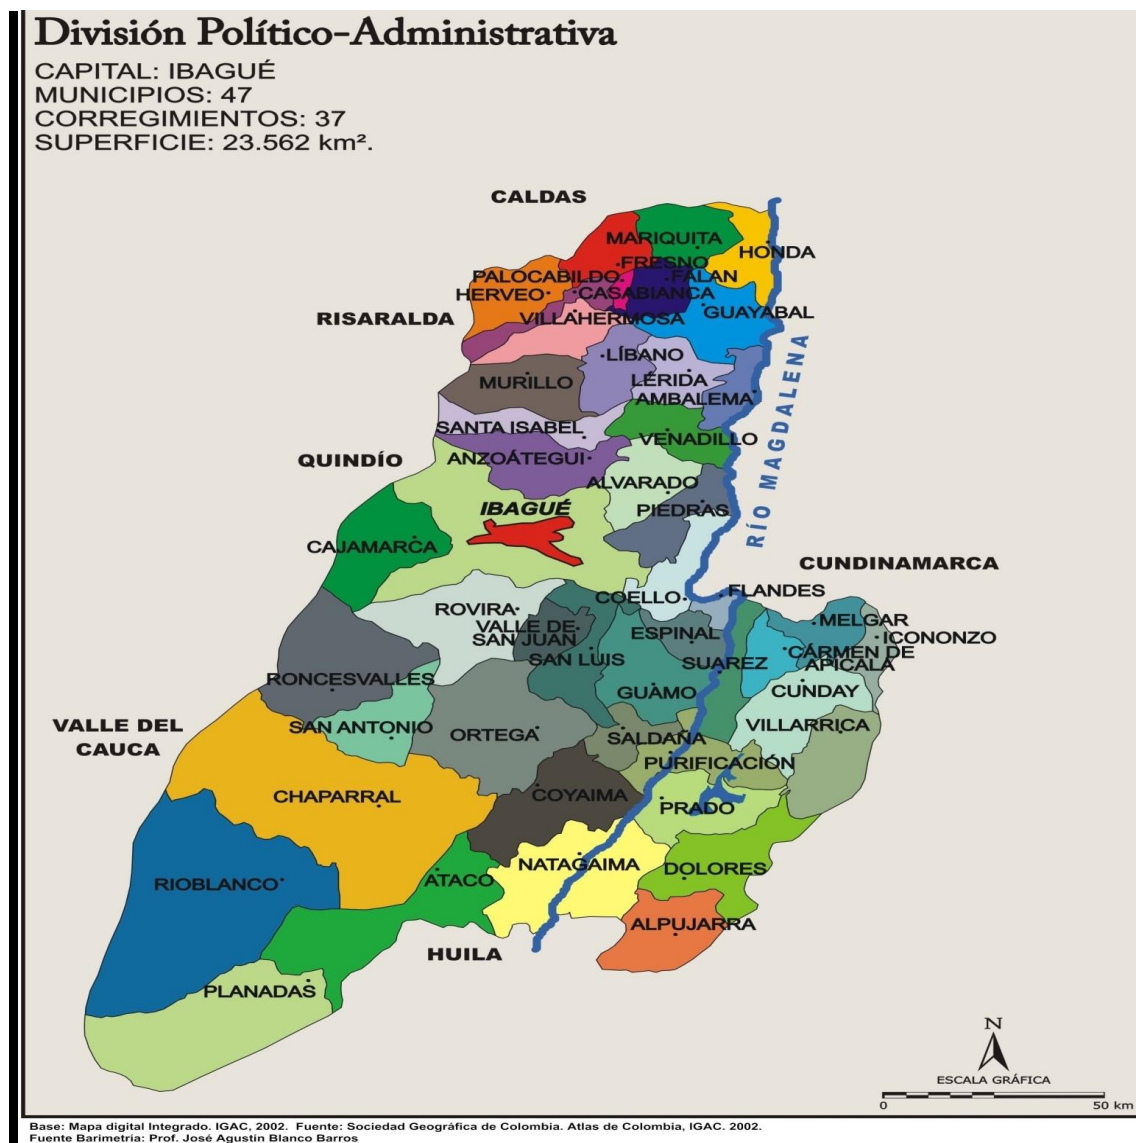 División Político-Administrativa
CAPITAL: IBAGUÉ
MUNICIPIOS: 47
CORREGIMIENTOS: 37
SUPERFICIE: 23.562 km².
CALDAS
MARIQUITA
HONDA
FRESNO
PALOCABILDO
FALAN
HERVEO
CASABIANCA
GUAYABAL
RISARALDA
VILLAHERMOSA
LÍBANO
MURILLO
LÉRIDA
AMBALEMA
SANTA ISABEL
VENADILLO
RÍO MAGDALENA
QUINDÍO
ANZOÁTEGUI
ALVARADO
IBAGUÉ
PIEDRAS
CAJAMARCA
CUNDINAMARCA
COELLO
FLANDES
ROVIRA
MELGAR
VALLE DE
SAN JUAN
ESPINAL
ICONONZO
CÁRMEN DE
APICALÁ
SAN LUIS
SUAREZ
RONCESVALLES
GUAMO
CUNDAY
VALLE DEL
CAUCA
SAN ANTONIO
ORTEGA
SALDAÑA
VILLARRICA
PURIFICACIÓN
CHAPARRAL
COYAIMA
PRADO
NATAGAIMA
DOLORES
RIOBLANCO
ATACO
ALPUJARRA
HUILA
PLANADAS
N
ESCALA GRÁFICA
0 50 km
Base: Mapa digital Integrado. IGAC, 2002. Fuente: Sociedad Geográfica de Colombia. Atlas de Colombia, IGAC. 2002.
Fuente Barimetría: Prof. José Agustín Blanco Barros